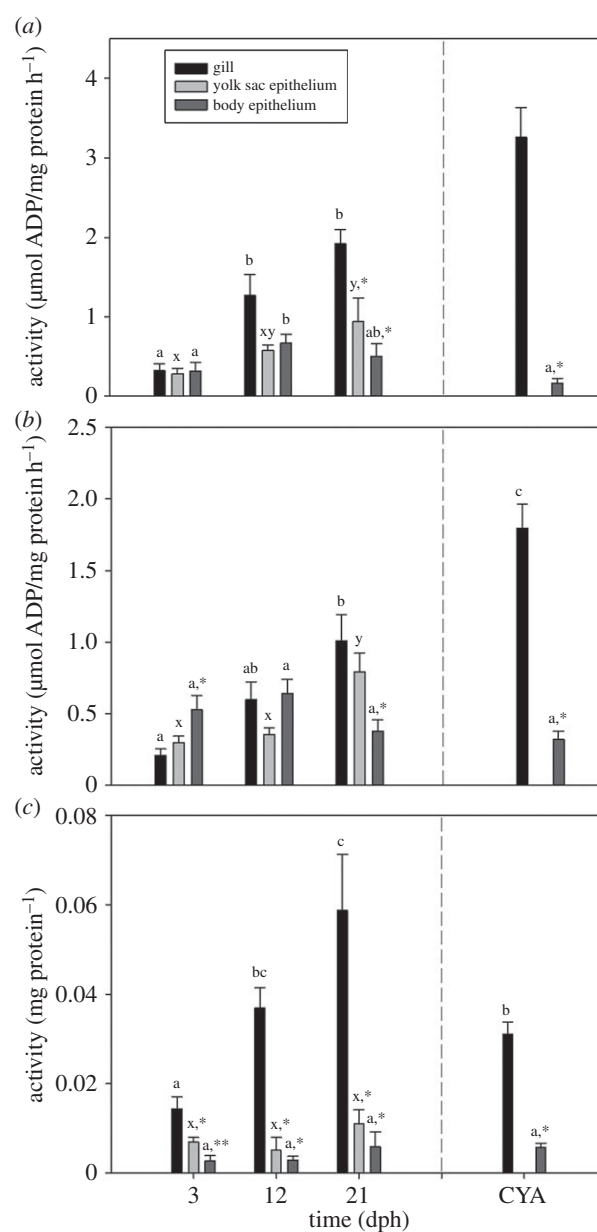 (a)
activity (µmol ADP/mg protein h⁻¹)
4
3
2
1
0
gill
yolk sac epithelium
body epithelium
a x a
b xy b
b y,* ab,*
a,*
(b)
activity (µmol ADP/mg protein h⁻¹)
2.5
2.0
1.5
1.0
0.5
0
a x a,*
ab x a
b y a,*
c a,*
(c)
activity (mg protein⁻¹)
0.08
0.06
0.04
0.02
0
a x,* a,**
bc x,* a,*
c x,* a,*
b a,*
3 12 21 CYA
time (dph)